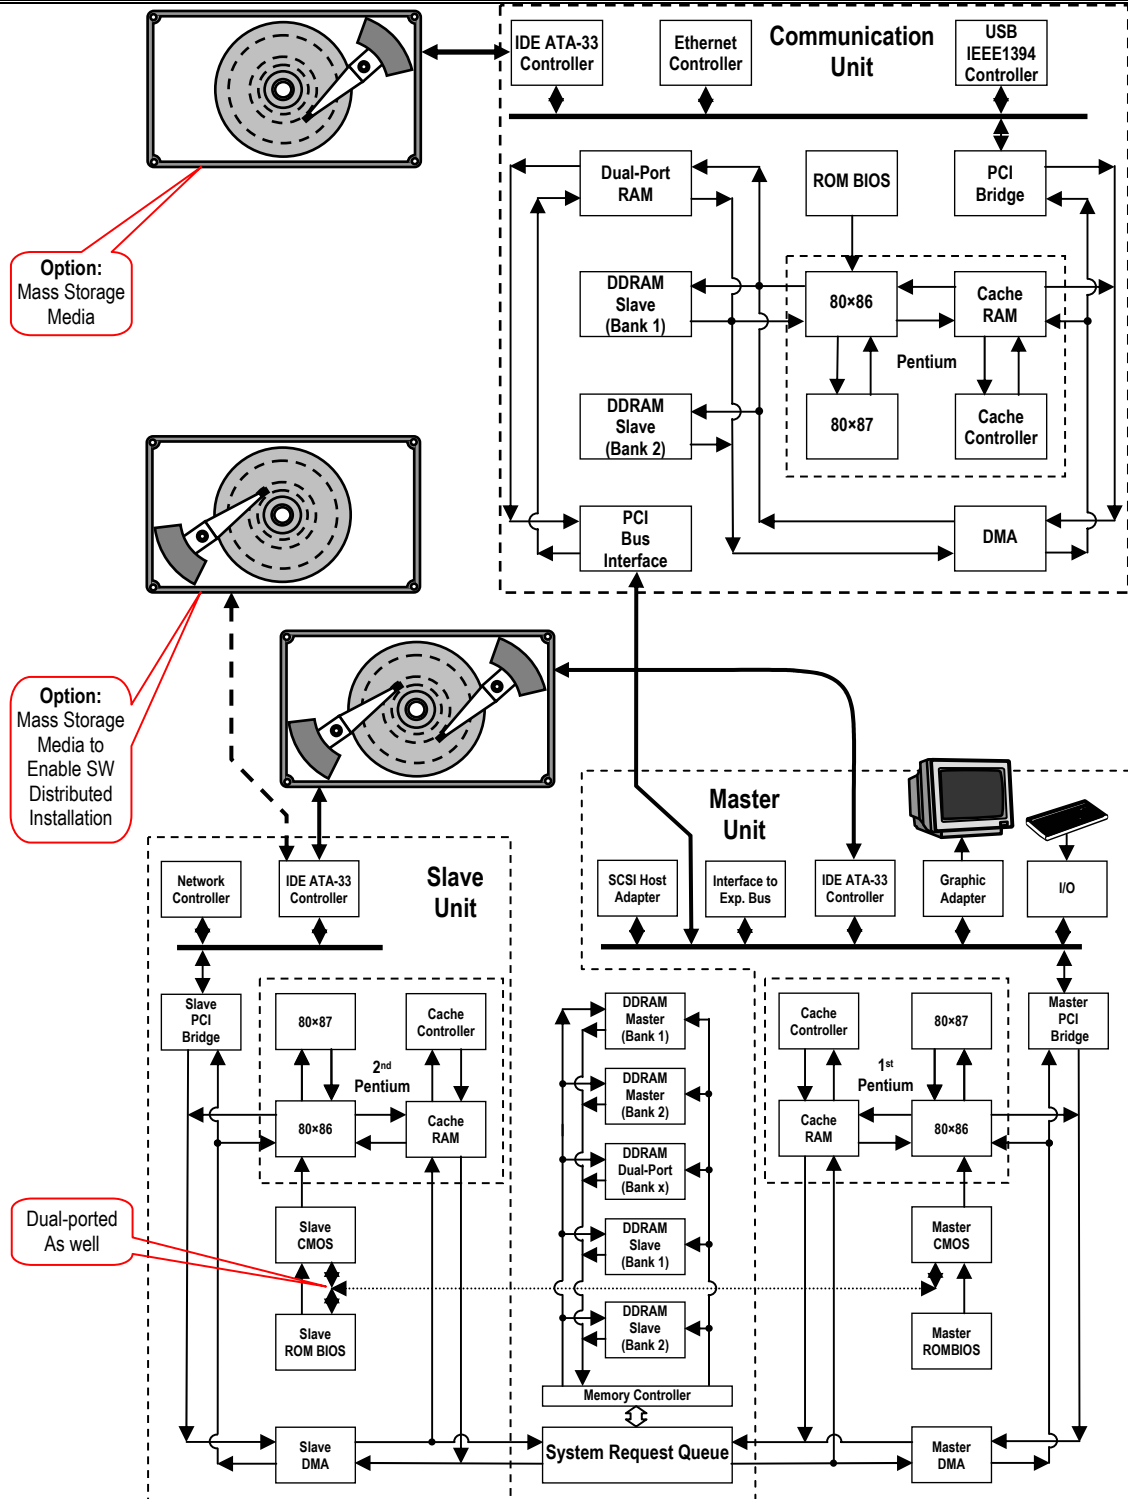 IDE ATA-33
Controller
Ethernet
Controller
Communication
Unit
USB
IEEE1394
Controller
Dual-Port
RAM
ROM BIOS
PCI
Bridge
Option:
Mass Storage
Media
DDRAM
Slave
(Bank 1)
80×86
Cache
RAM
Pentium
DDRAM
Slave
(Bank 2)
80×87
Cache
Controller
PCI
Bus
Interface
DMA
Option:
Mass Storage
Media to
Enable SW
Distributed
Installation
Master
Unit
Slave
Unit
Network
Controller
IDE ATA-33
Controller
SCSI Host
Adapter
Interface to
Exp. Bus
IDE ATA-33
Controller
Graphic
Adapter
I/O
Slave
PCI
Bridge
80×87
Cache
Controller
2nd
Pentium
80×86
Cache
RAM
DDRAM
Master
(Bank 1)
DDRAM
Master
(Bank 2)
DDRAM
Dual-Port
(Bank x)
DDRAM
Slave
(Bank 1)
DDRAM
Slave
(Bank 2)
Cache
Controller
80×87
Master
PCI
Bridge
1st
Pentium
Cache
RAM
80×86
Dual-ported
As well
Slave
CMOS
Master
CMOS
Slave
ROM BIOS
Master
ROMBIOS
Memory Controller
Slave
DMA
System Request Queue
Master
DMA